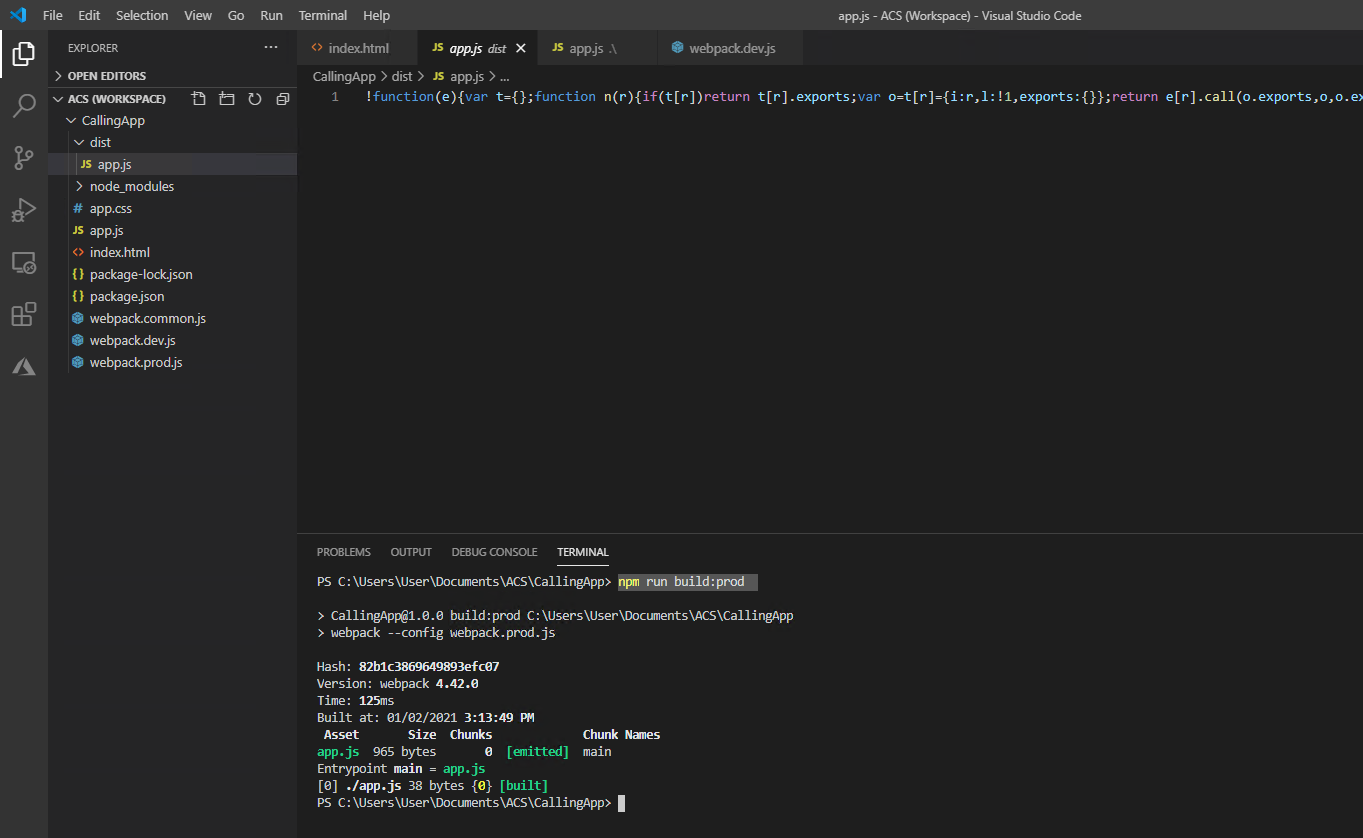 File Edit Selection View Go Run Terminal Help app.js - ACS (Workspace) - Visual Studio Code
EXPLORER ...
OPEN EDITORS
ACS (WORKSPACE)
CallingApp
dist
JS app.js
node_modules
# app.css
JS app.js
<> index.html
{} package-lock.json
{} package.json
webpack.common.js
webpack.dev.js
webpack.prod.js
<> index.html JS app.js dist JS app.js .\ webpack.dev.js
CallingApp > dist > JS app.js > ...
1 !function(e){var t={};function n(r){if(t[r])return t[r].exports;var o=t[r]={i:r,l:!1,exports:{}};return e[r].call(o.exports,o,o.ex
PROBLEMS OUTPUT DEBUG CONSOLE TERMINAL
PS C:\Users\User\Documents\ACS\CallingApp> npm run build:prod
> CallingApp@1.0.0 build:prod C:\Users\User\Documents\ACS\CallingApp
> webpack --config webpack.prod.js
Hash: 82b1c3869649893efc07
Version: webpack 4.42.0
Time: 125ms
Built at: 01/02/2021 3:13:49 PM
Asset Size Chunks Chunk Names
app.js 965 bytes 0 [emitted] main
Entrypoint main = app.js
[0] ./app.js 38 bytes {0} [built]
PS C:\Users\User\Documents\ACS\CallingApp>